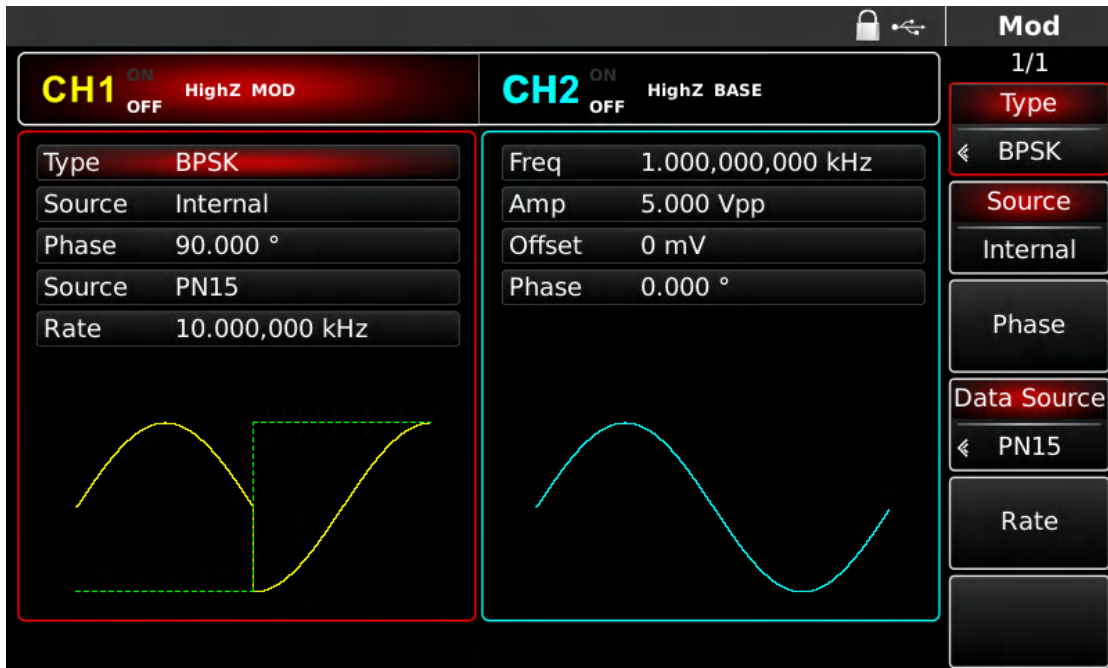 Mod
1/1
CH1 ON OFF HighZ MOD
CH2 ON OFF HighZ BASE
Type BPSK
Source Internal
Phase 90.000 °
Source PN15
Rate 10.000,000 kHz
Freq 1.000,000,000 kHz
Amp 5.000 Vpp
Offset 0 mV
Phase 0.000 °
Type
BPSK
Source
Internal
Phase
Data Source
PN15
Rate